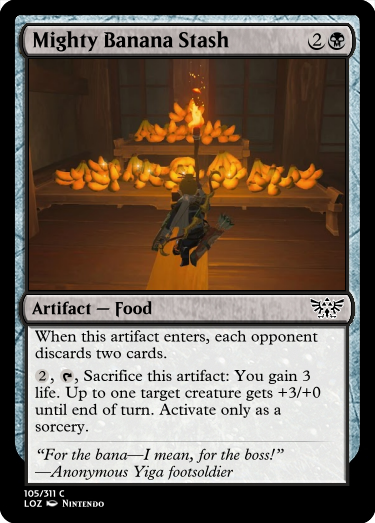 Mighty Banana Stash 2
Artifact — Food
When this artifact enters, each opponent
discards two cards.
2, , Sacrifice this artifact: You gain 3
life. Up to one target creature gets +3/+0
until end of turn. Activate only as a
sorcery.
“For the bana—I mean, for the boss!”
—Anonymous Yiga footsoldier
105/311 C
LOZ Nintendo